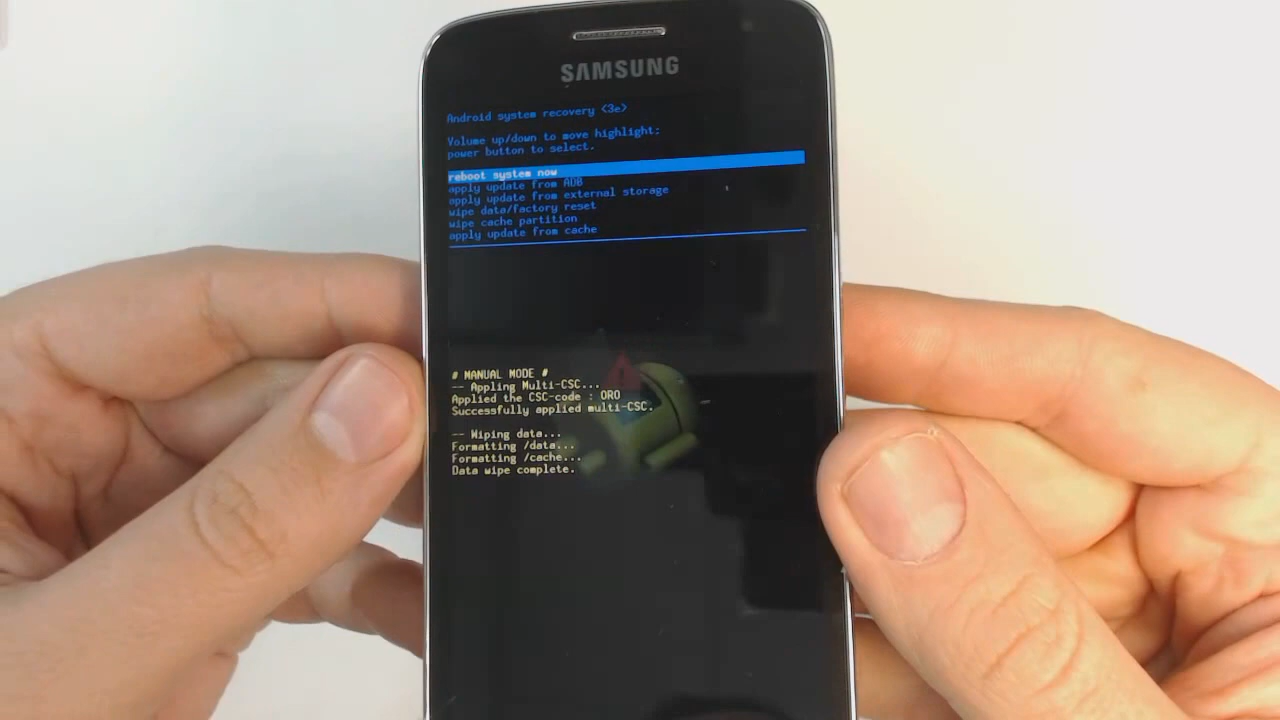 SAMSUNG
Android system recovery <3e>
Volume up/down to move highlight;
power button to select.
reboot system now
apply update from ADB
apply update from external storage
wipe data/factory reset
wipe cache partition
apply update from cache
# MANUAL MODE #
-- Appling Multi-CSC...
Applied the CSC-code : ORO
Successfully applied multi-CSC.
-- Wiping data...
Formatting /data...
Formatting /cache...
Data wipe complete.